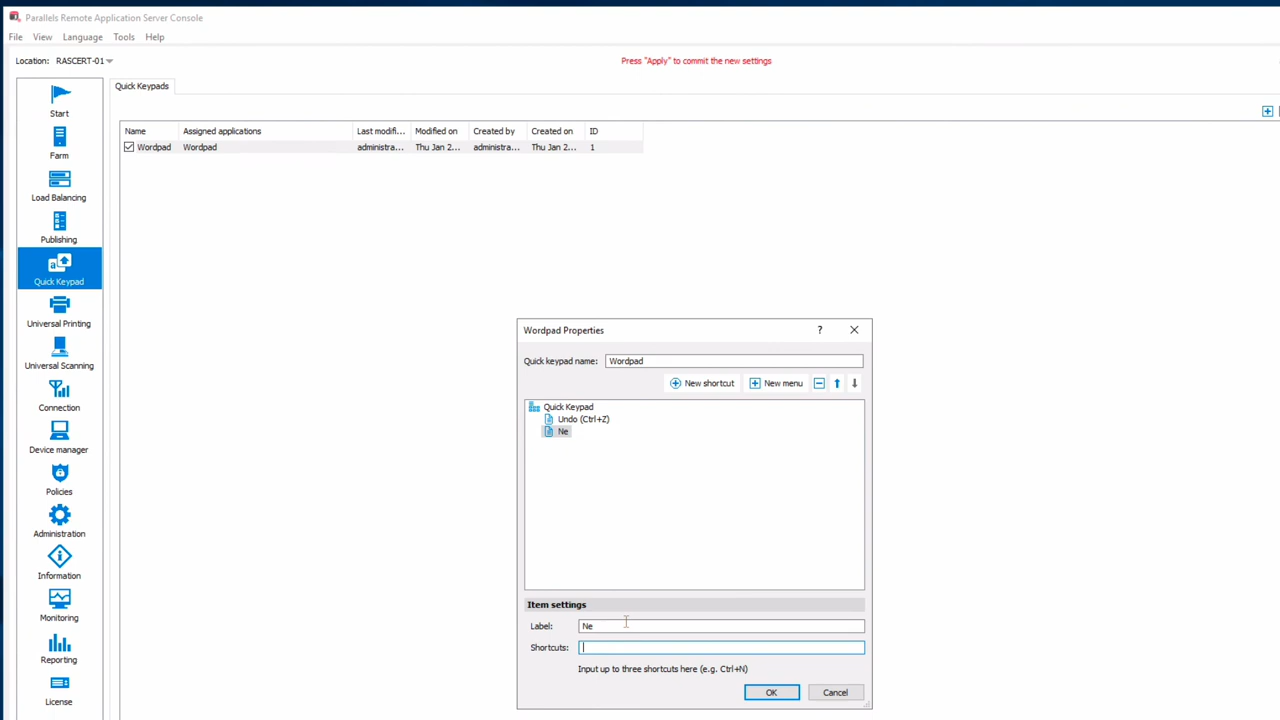 Parallels Remote Application Server Console
File View Language Tools Help
Location: RASCERT-01
Press "Apply" to commit the new settings
Start
Farm
Load Balancing
Publishing
Quick Keypad
Universal Printing
Universal Scanning
Connection
Device manager
Policies
Administration
Information
Monitoring
Reporting
License
Quick Keypads
Name Assigned applications Last modifi... Modified on Created by Created on ID
Wordpad Wordpad administra... Thu Jan 2... administra... Thu Jan 2... 1
Wordpad Properties ?
Quick keypad name: Wordpad
New shortcut New menu
Quick Keypad
Undo (Ctrl+Z)
Ne
Item settings
Label: Ne
Shortcuts:
Input up to three shortcuts here (e.g. Ctrl+N)
OK Cancel